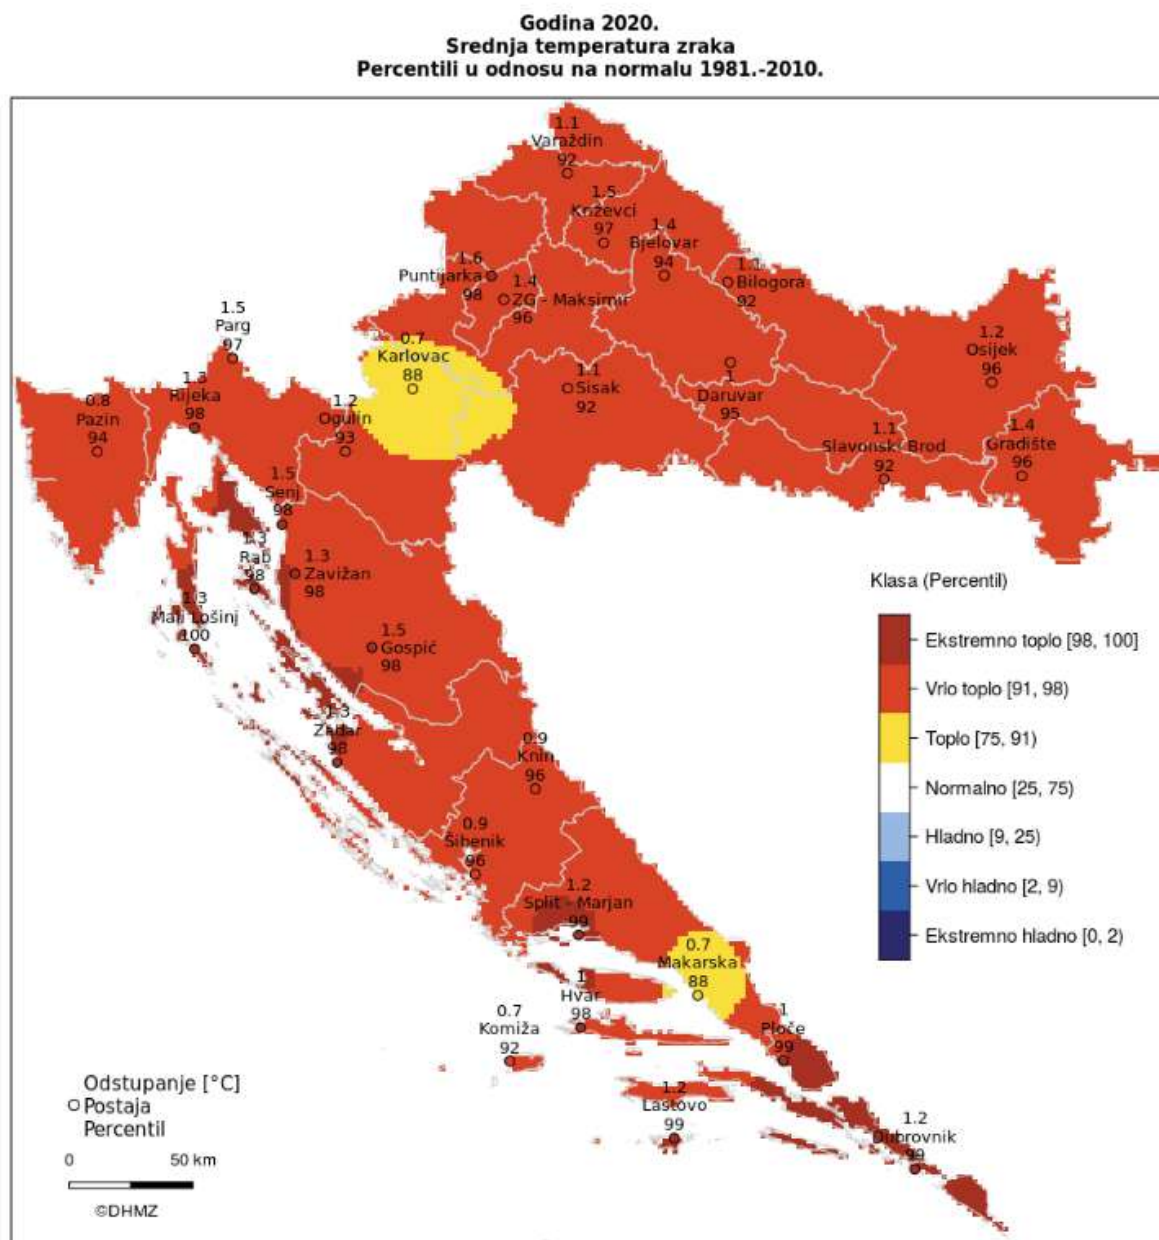 Godina 2020.
Srednja temperatura zraka
Percentili u odnosu na normalu 1981.-2010.
1.1
Varaždin
92
1.5
Križevci
97
1.4
Bjelovar
94
1.6
Puntijarka
98
1.4
ZG - Maksimir
96
1.1
Bilogora
92
1.5
Parg
97
0.7
Karlovac
88
1.2
Osijek
96
1.3
Rijeka
98
0.8
Pazin
94
1.2
Ogulin
93
1.1
Sisak
92
1
Daruvar
95
1.1
Slavonski Brod
92
1.4
Gradište
96
1.5
Senj
98
1.3
Rab
98
1.3
Zavižan
98
1.3
Mali Lošinj
100
1.5
Gospić
98
1.3
Zadar
98
0.9
Knin
96
0.9
Šibenik
96
1.2
Split - Marjan
99
0.7
Makarska
88
1
Hvar
98
0.7
Komiža
92
1
Ploče
99
1.2
Lastovo
99
1.2
Dubrovnik
99
Klasa (Percentil)
Ekstremno toplo [98, 100]
Vrlo toplo [91, 98)
Toplo [75, 91)
Normalno [25, 75)
Hladno [9, 25)
Vrlo hladno [2, 9)
Ekstremno hladno [0, 2)
Odstupanje [°C]
Postaja
Percentil
0 50 km
©DHMZ